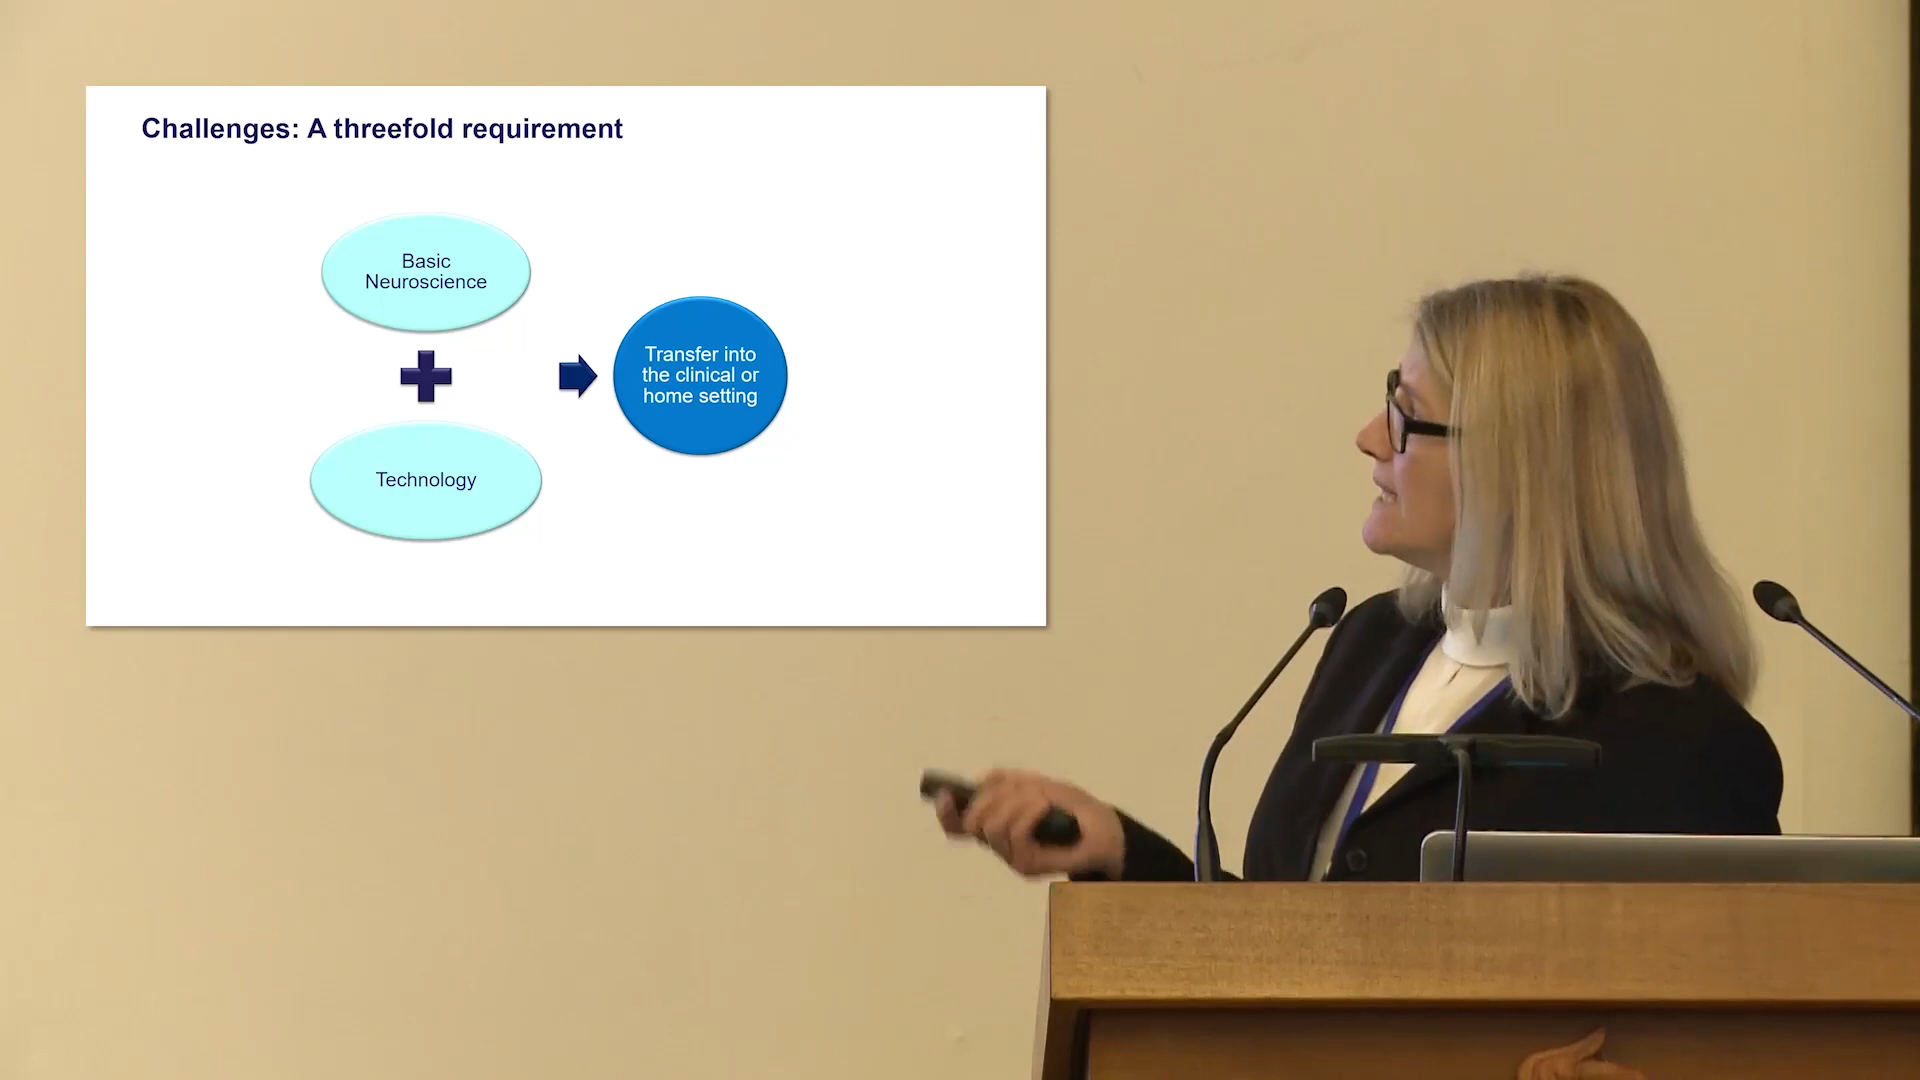 Challenges: A threefold requirement
Basic
Neuroscience
Technology
Transfer into
the clinical or
home setting